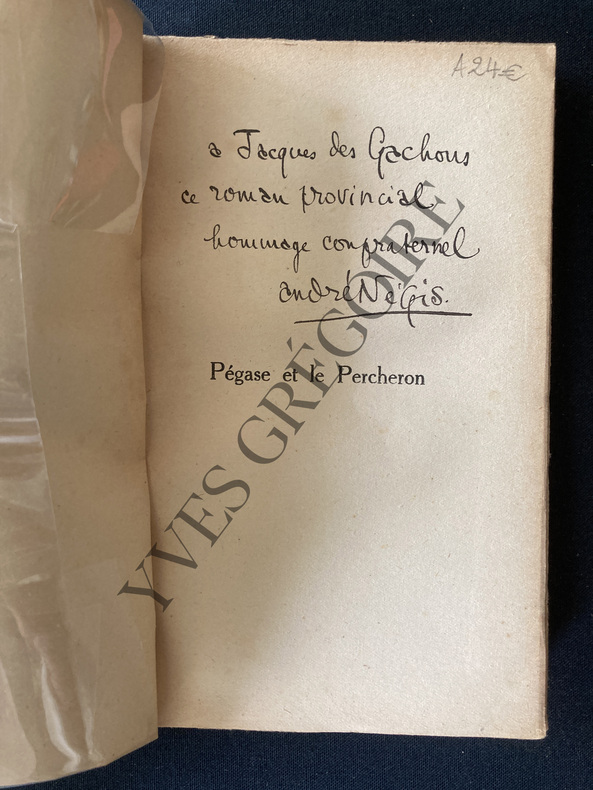 A24€
a Jacques des Gachons
ce roman provincial
hommage confraternel
andré NéGis.
Pégase et le Percheron
YVES GRÉGOIRE